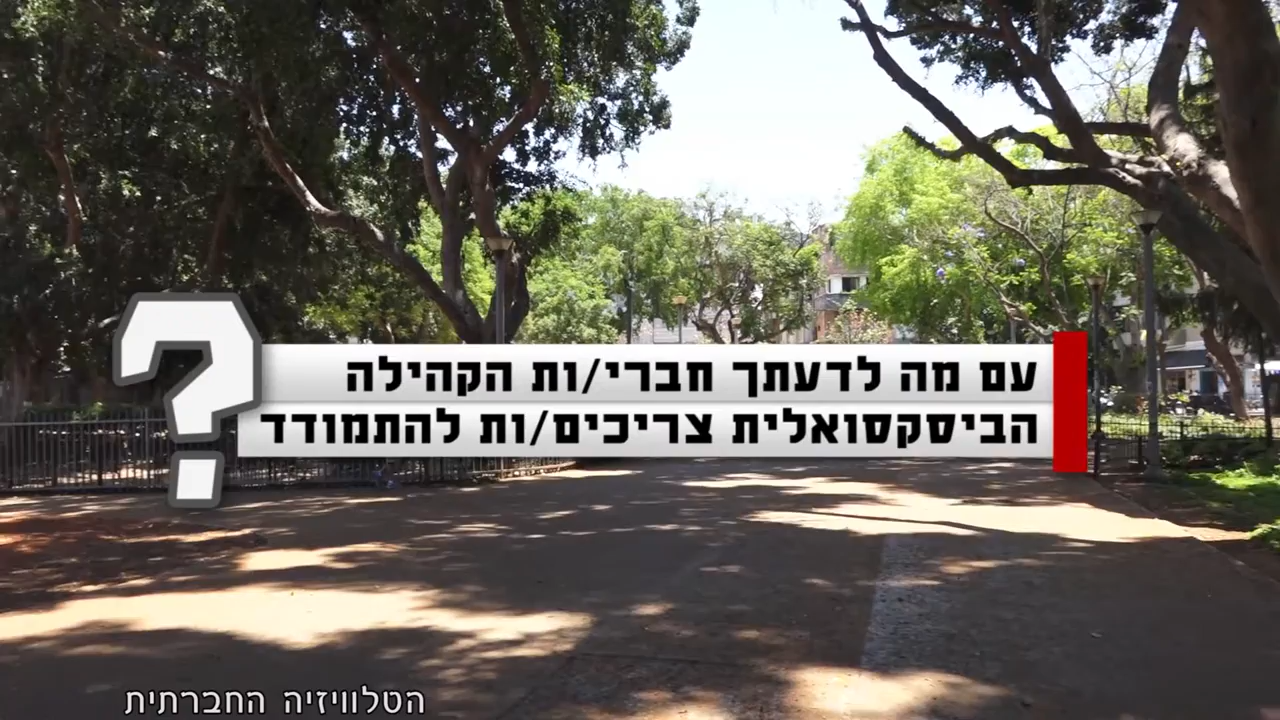 עם מה לדעתך חברי/ות הקהילה
הביסקסואלית צריכים/ות להתמודד
?
הטלוויזיה החברתית